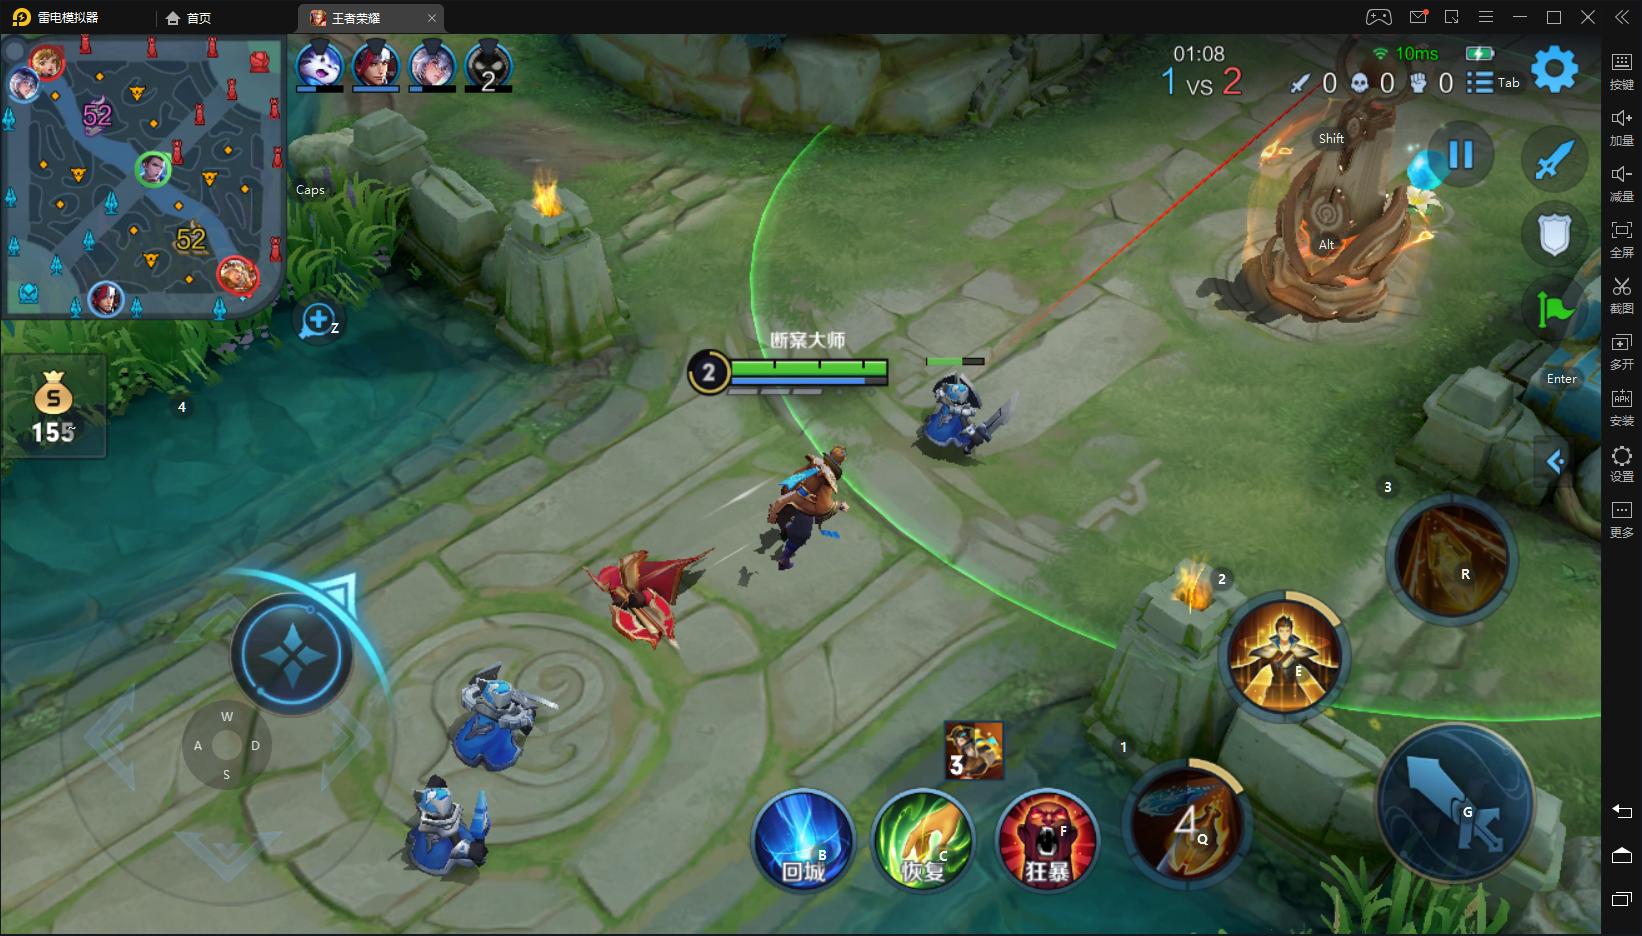 雷电模拟器
首页
王者荣耀
52
52
2
01:08
1 vs 2
10ms
0
0
0
Tab
Shift
Alt
Caps
Z
155
4
断案大师
2
Enter
3
R
2
E
1
W
A
D
S
3
B
回城
C
恢复
F
狂暴
4
Q
G
按键
加量
减量
全屏
截图
多开
APK
安装
设置
更多